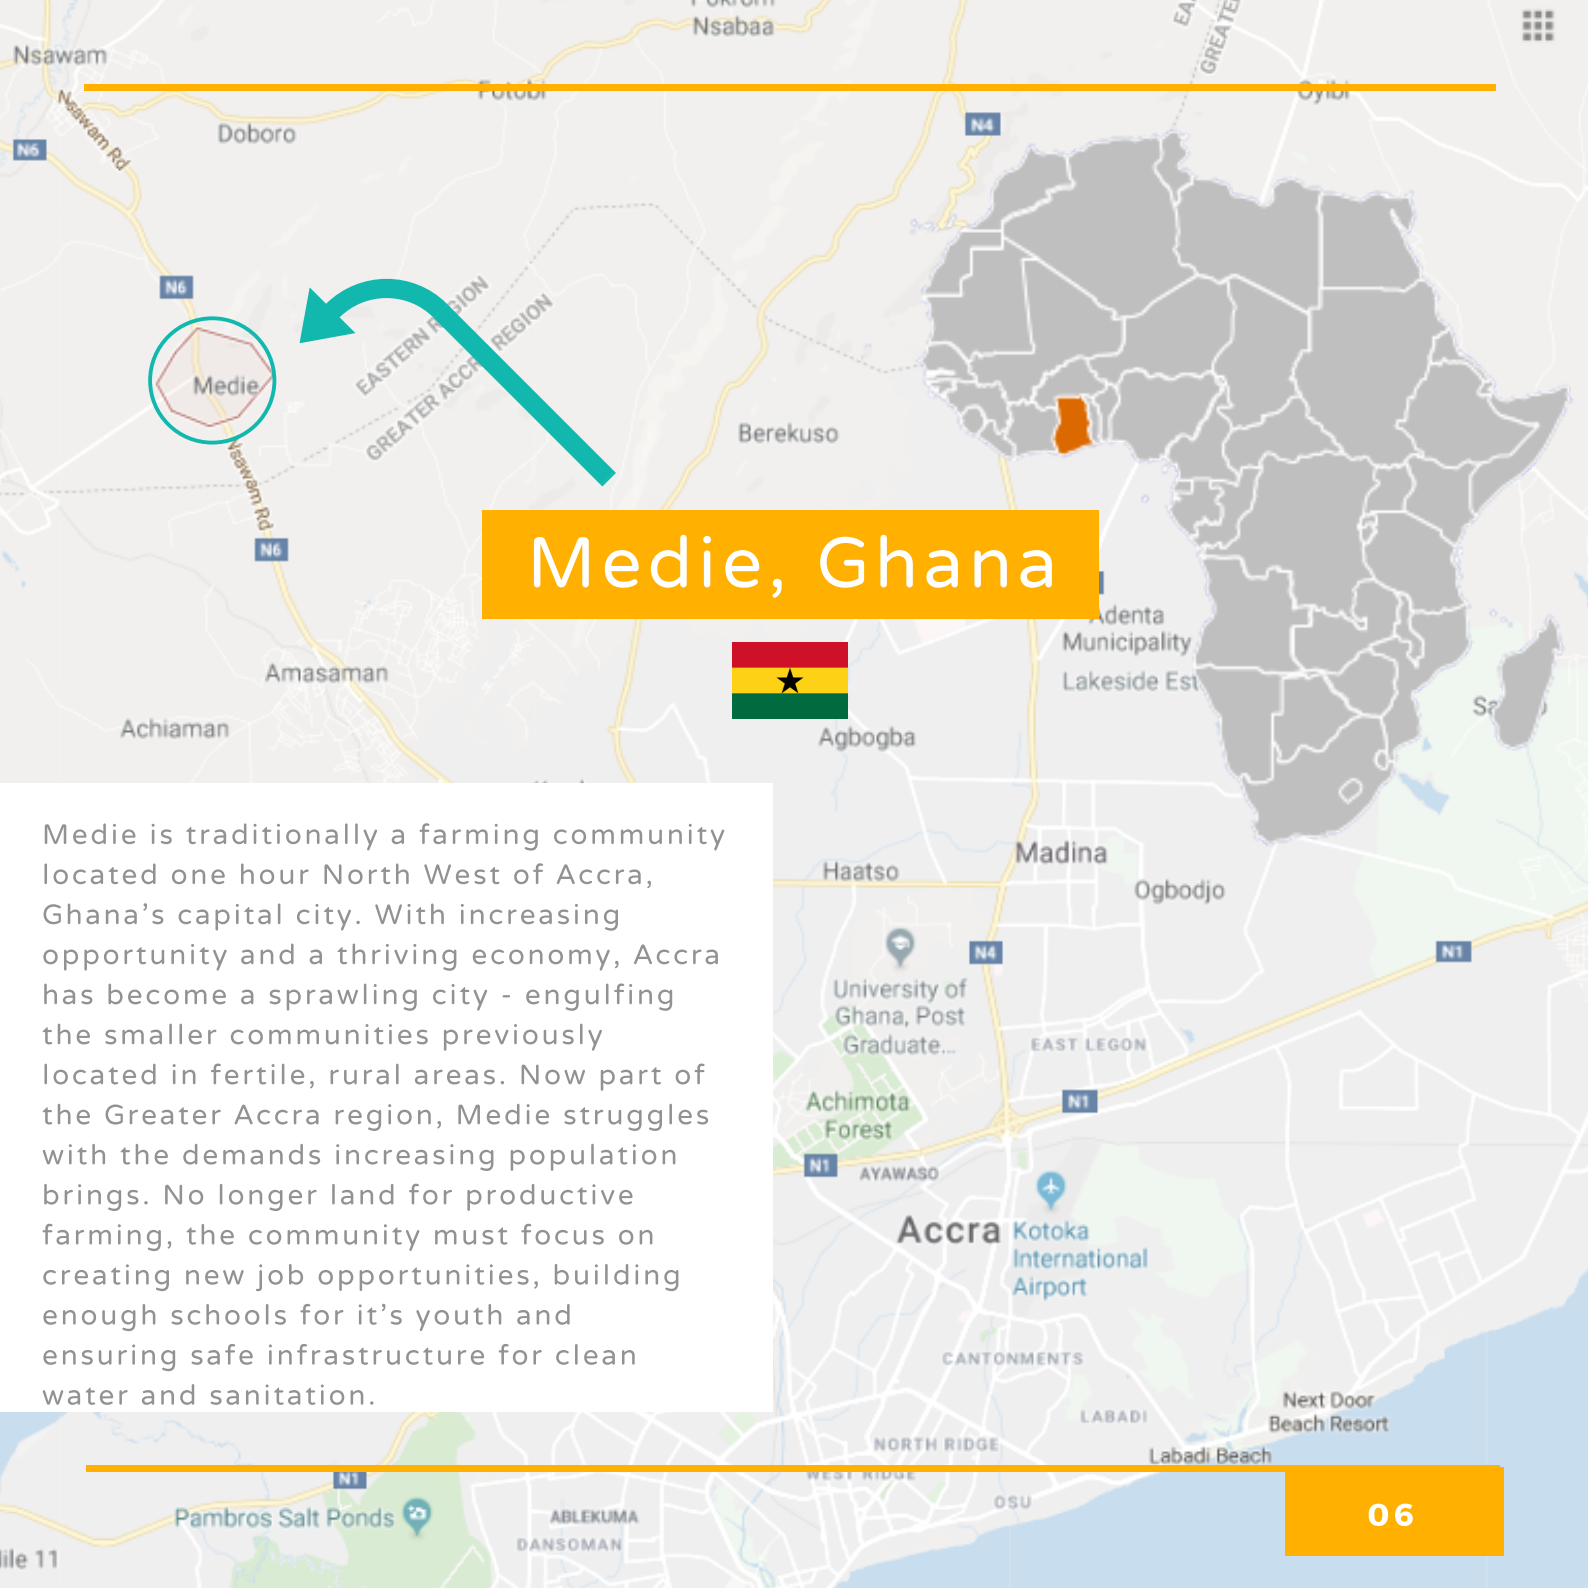 Nsabaa
Nsawam
EA
GREATE
Nsawam Rd
Doboro
N4
N6
N6
EASTERN REGION
GREATER ACCRA REGION
Medie
Berekuso
Nsawam Rd
N6
Medie, Ghana
Adenta
Municipality
Lakeside Est
Amasaman
Achiaman
Agbogba
Medie is traditionally a farming community
located one hour North West of Accra,
Ghana's capital city. With increasing
opportunity and a thriving economy, Accra
has become a sprawling city - engulfing
the smaller communities previously
located in fertile, rural areas. Now part of
the Greater Accra region, Medie struggles
with the demands increasing population
brings. No longer land for productive
farming, the community must focus on
creating new job opportunities, building
enough schools for it's youth and
ensuring safe infrastructure for clean
water and sanitation.
Madina
Haatso
Ogbodjo
N4
N1
University of
Ghana, Post
Graduate...
EAST LEGON
Achimota
Forest
N1
N1
AYAWASO
Accra
Kotoka
International
Airport
CANTONMENTS
Next Door
Beach Resort
LABADI
NORTH RIDGE
Labadi Beach
WEST RIDGE
N1
OSU
Pambros Salt Ponds
ABLEKUMA
DANSOMAN
ile 11
06